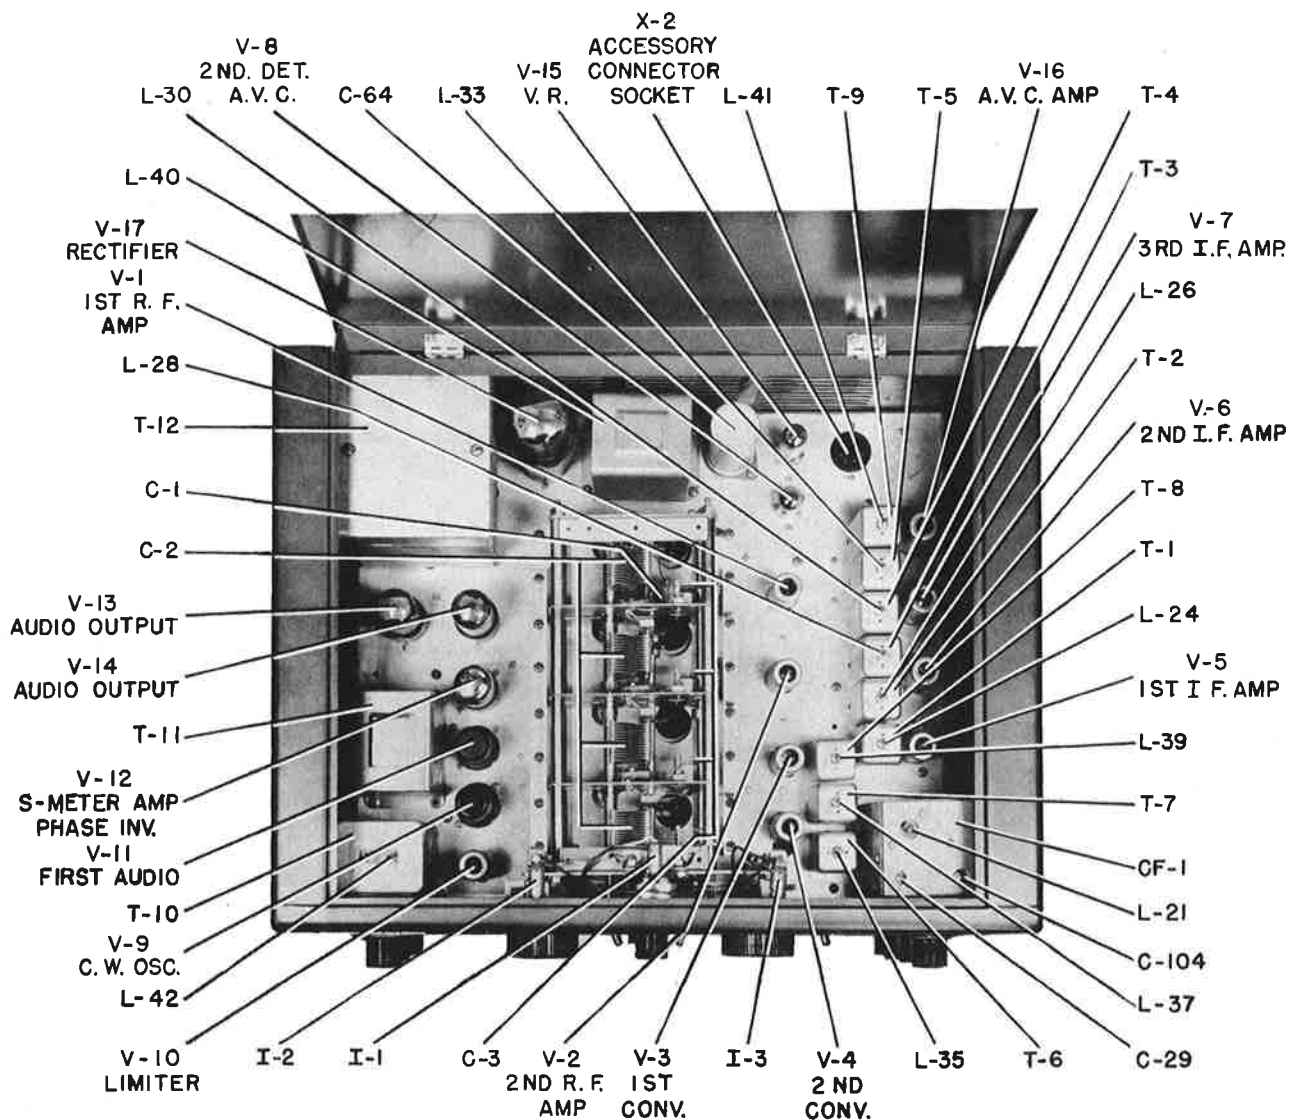 X-2
ACCESSORY
CONNECTOR
SOCKET
V-8
2ND. DET.
A.V.C.
V-15
V.R.
V-16
A.V.C. AMP
L-30
C-64
L-33
L-41
T-9
T-5
T-4
L-40
V-17
RECTIFIER
V-1
1ST R.F.
AMP
L-28
T-12
C-1
C-2
V-13
AUDIO OUTPUT
V-14
AUDIO OUTPUT
T-11
V-12
S-METER AMP
PHASE INV.
V-11
FIRST AUDIO
T-10
V-9
C.W. OSC.
L-42
V-10
LIMITER
T-3
V-7
3RD I.F. AMP.
L-26
T-2
V-6
2ND I.F. AMP
T-8
T-1
L-24
V-5
1ST I F. AMP
L-39
T-7
CF-1
L-21
C-104
L-37
C-29
I-2
I-1
C-3
V-2
2ND R.F.
AMP
V-3
1ST
CONV.
I-3
V-4
2ND
CONV.
L-35
T-6